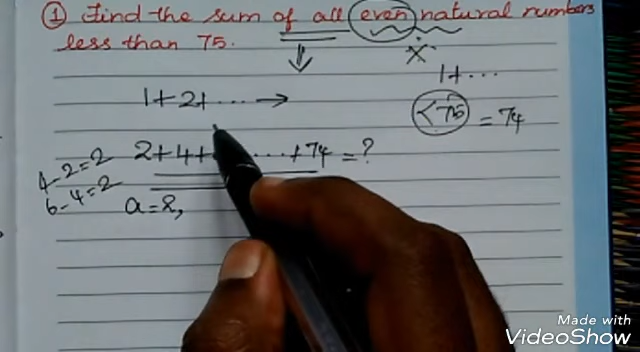 ① Find the sum of all even natural numbers
less than 75.
1+ ...
1+2+ ... →
<75 = 74
2+4+ ... +74 = ?
4-2=2
6-4=2
a=2,
Made with
VideoShow